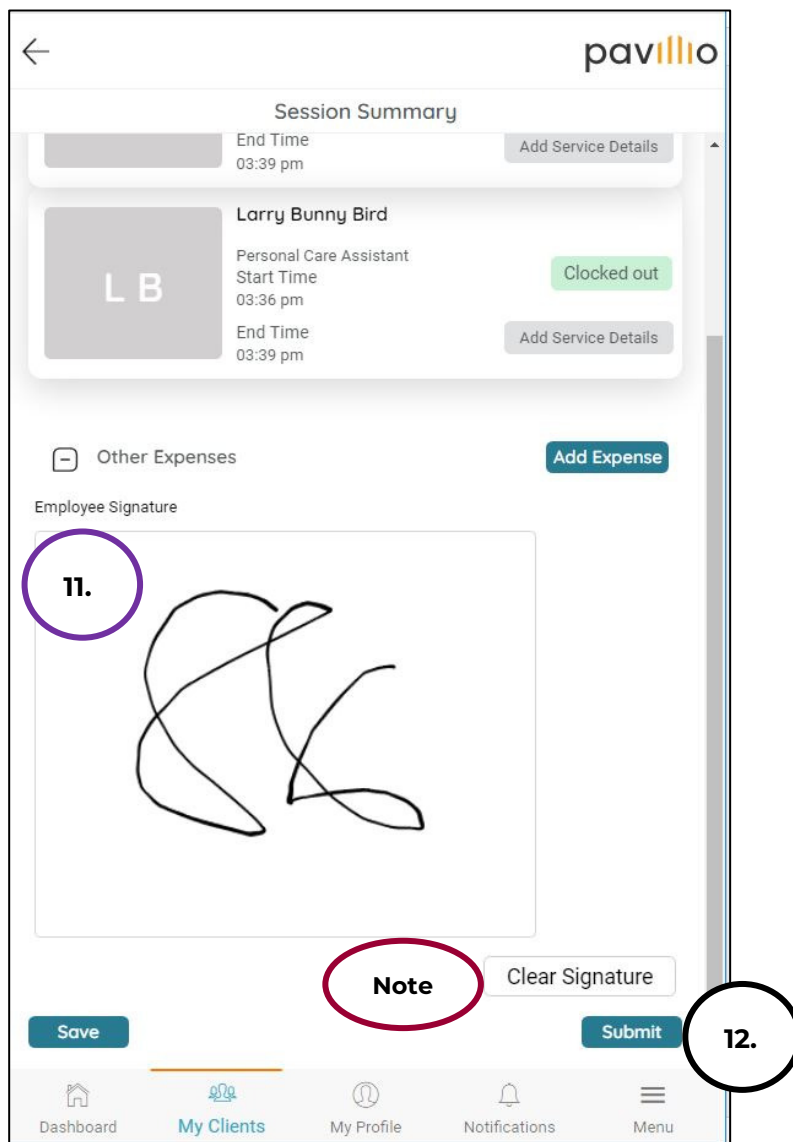 pavillio
Session Summary
End Time
03:39 pm
Add Service Details
Larry Bunny Bird
L B
Personal Care Assistant
Start Time
03:36 pm
Clocked out
End Time
03:39 pm
Add Service Details
Other Expenses
Add Expense
Employee Signature
11.
Note
Clear Signature
Save
Submit
12.
Dashboard
My Clients
My Profile
Notifications
Menu